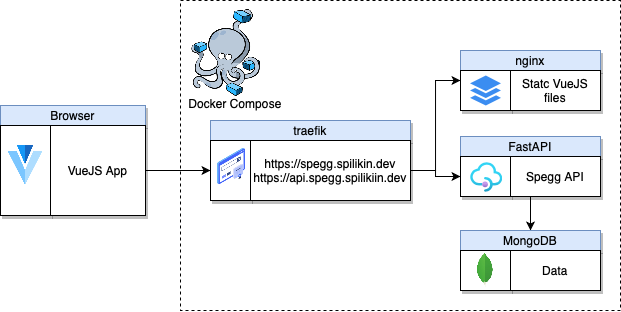 Docker Compose
Browser
VueJS App
traefik
https://spegg.spilikin.dev
https://api.spegg.spilikiin.dev
nginx
Statc VueJS
files
FastAPI
Spegg API
MongoDB
Data